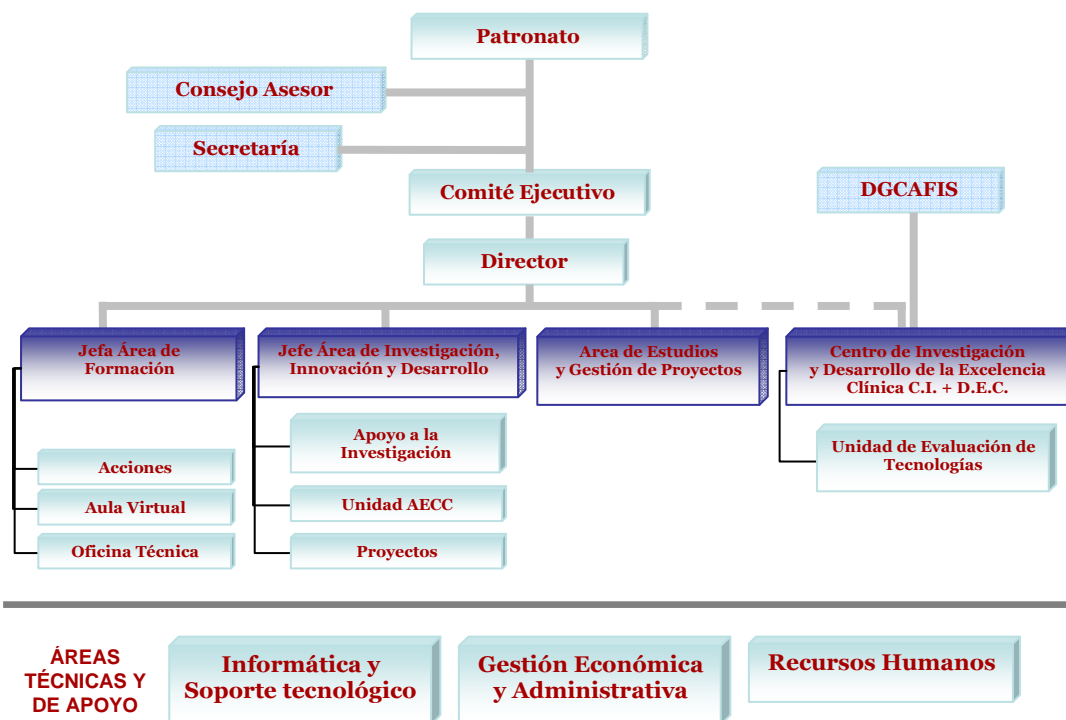 Patronato
Consejo Asesor
Secretaría
Comité Ejecutivo
DGCAFIS
Director
Jefa Área de
Formación
Jefe Área de Investigación,
Innovación y Desarrollo
Area de Estudios
y Gestión de Proyectos
Centro de Investigación
y Desarrollo de la Excelencia
Clínica C.I. + D.E.C.
Acciones
Aula Virtual
Oficina Técnica
Apoyo a la
Investigación
Unidad AECC
Proyectos
Unidad de Evaluación de
Tecnologías
ÁREAS
TÉCNICAS Y
DE APOYO
Informática y
Soporte tecnológico
Gestión Económica
y Administrativa
Recursos Humanos